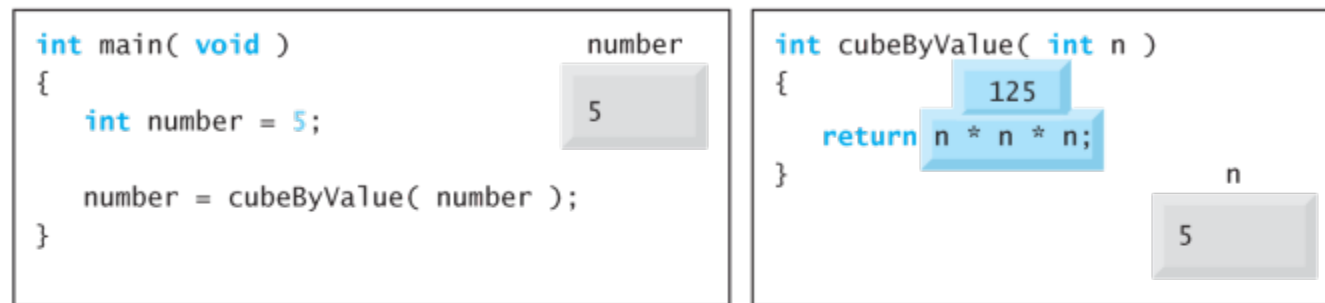 int main( void )
number
{
5
int number = 5;
number = cubeByValue( number );
}
int cubeByValue( int n )
{
125
return n * n * n;
}
n
5